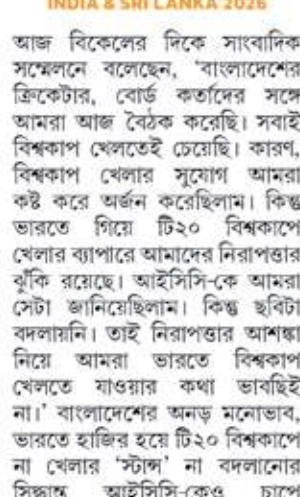 INDIA & SRI LANKA 2026
আজ বিকেলের দিকে সাংবাদিক
সম্মেলনে বলেছেন, ‘বাংলাদেশের
ক্রিকেটার, বোর্ড কর্তাদের সঙ্গে
আমরা আজ বৈঠক করেছি। সবাই
বিশ্বকাপ খেলতেই চেয়েছি। কারণ,
বিশ্বকাপ খেলার সুযোগ আমরা
কষ্ট করে অর্জন করেছিলাম। কিন্তু
ভারতে গিয়ে টি২০ বিশ্বকাপে
খেলার ব্যাপারে আমাদের নিরাপত্তার
ঝুঁকি রয়েছে। আইসিসি-কে আমরা
সেটা জানিয়েছিলাম। কিন্তু ছবিটা
বদলায়নি। তাই নিরাপত্তার আশঙ্কা
নিয়ে আমরা ভারতে বিশ্বকাপ
খেলতে যাওয়ার কথা ভাবছিই
না।’ বাংলাদেশের অনড় মনোভাব,
ভারতে হাজির হয়ে টি২০ বিশ্বকাপে
না খেলার ‘স্টান্স’ না বদলানোর
সিদ্ধান্ত আইসিসি-কেও চাপে